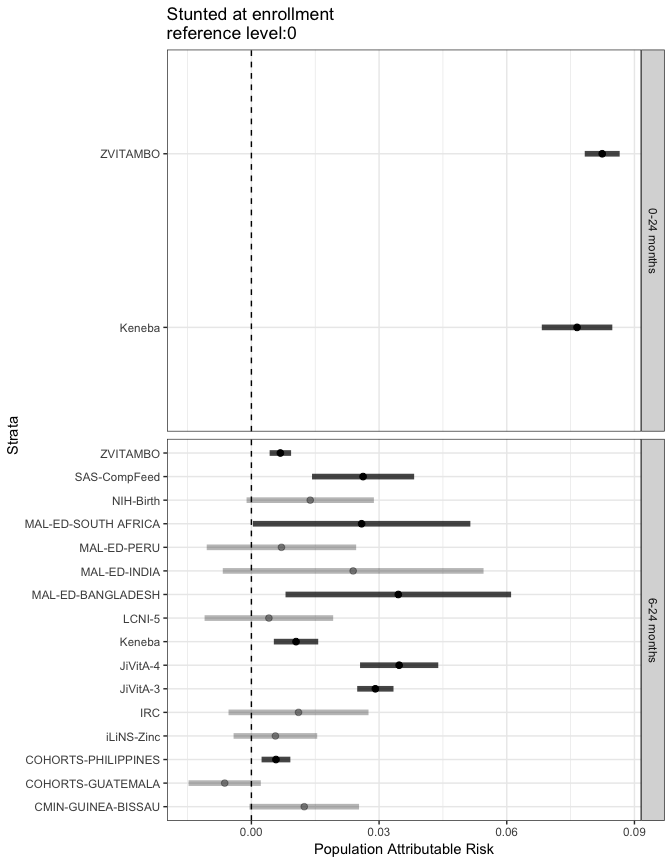 Stunted at enrollment
reference level:0
ZVITAMBO
Keneba
0-24 months
Strata
ZVITAMBO
SAS-CompFeed
NIH-Birth
MAL-ED-SOUTH AFRICA
MAL-ED-PERU
MAL-ED-INDIA
MAL-ED-BANGLADESH
LCNI-5
Keneba
JiVitA-4
JiVitA-3
IRC
iLiNS-Zinc
COHORTS-PHILIPPINES
COHORTS-GUATEMALA
CMIN-GUINEA-BISSAU
6-24 months
0.00 0.03 0.06 0.09
Population Attributable Risk